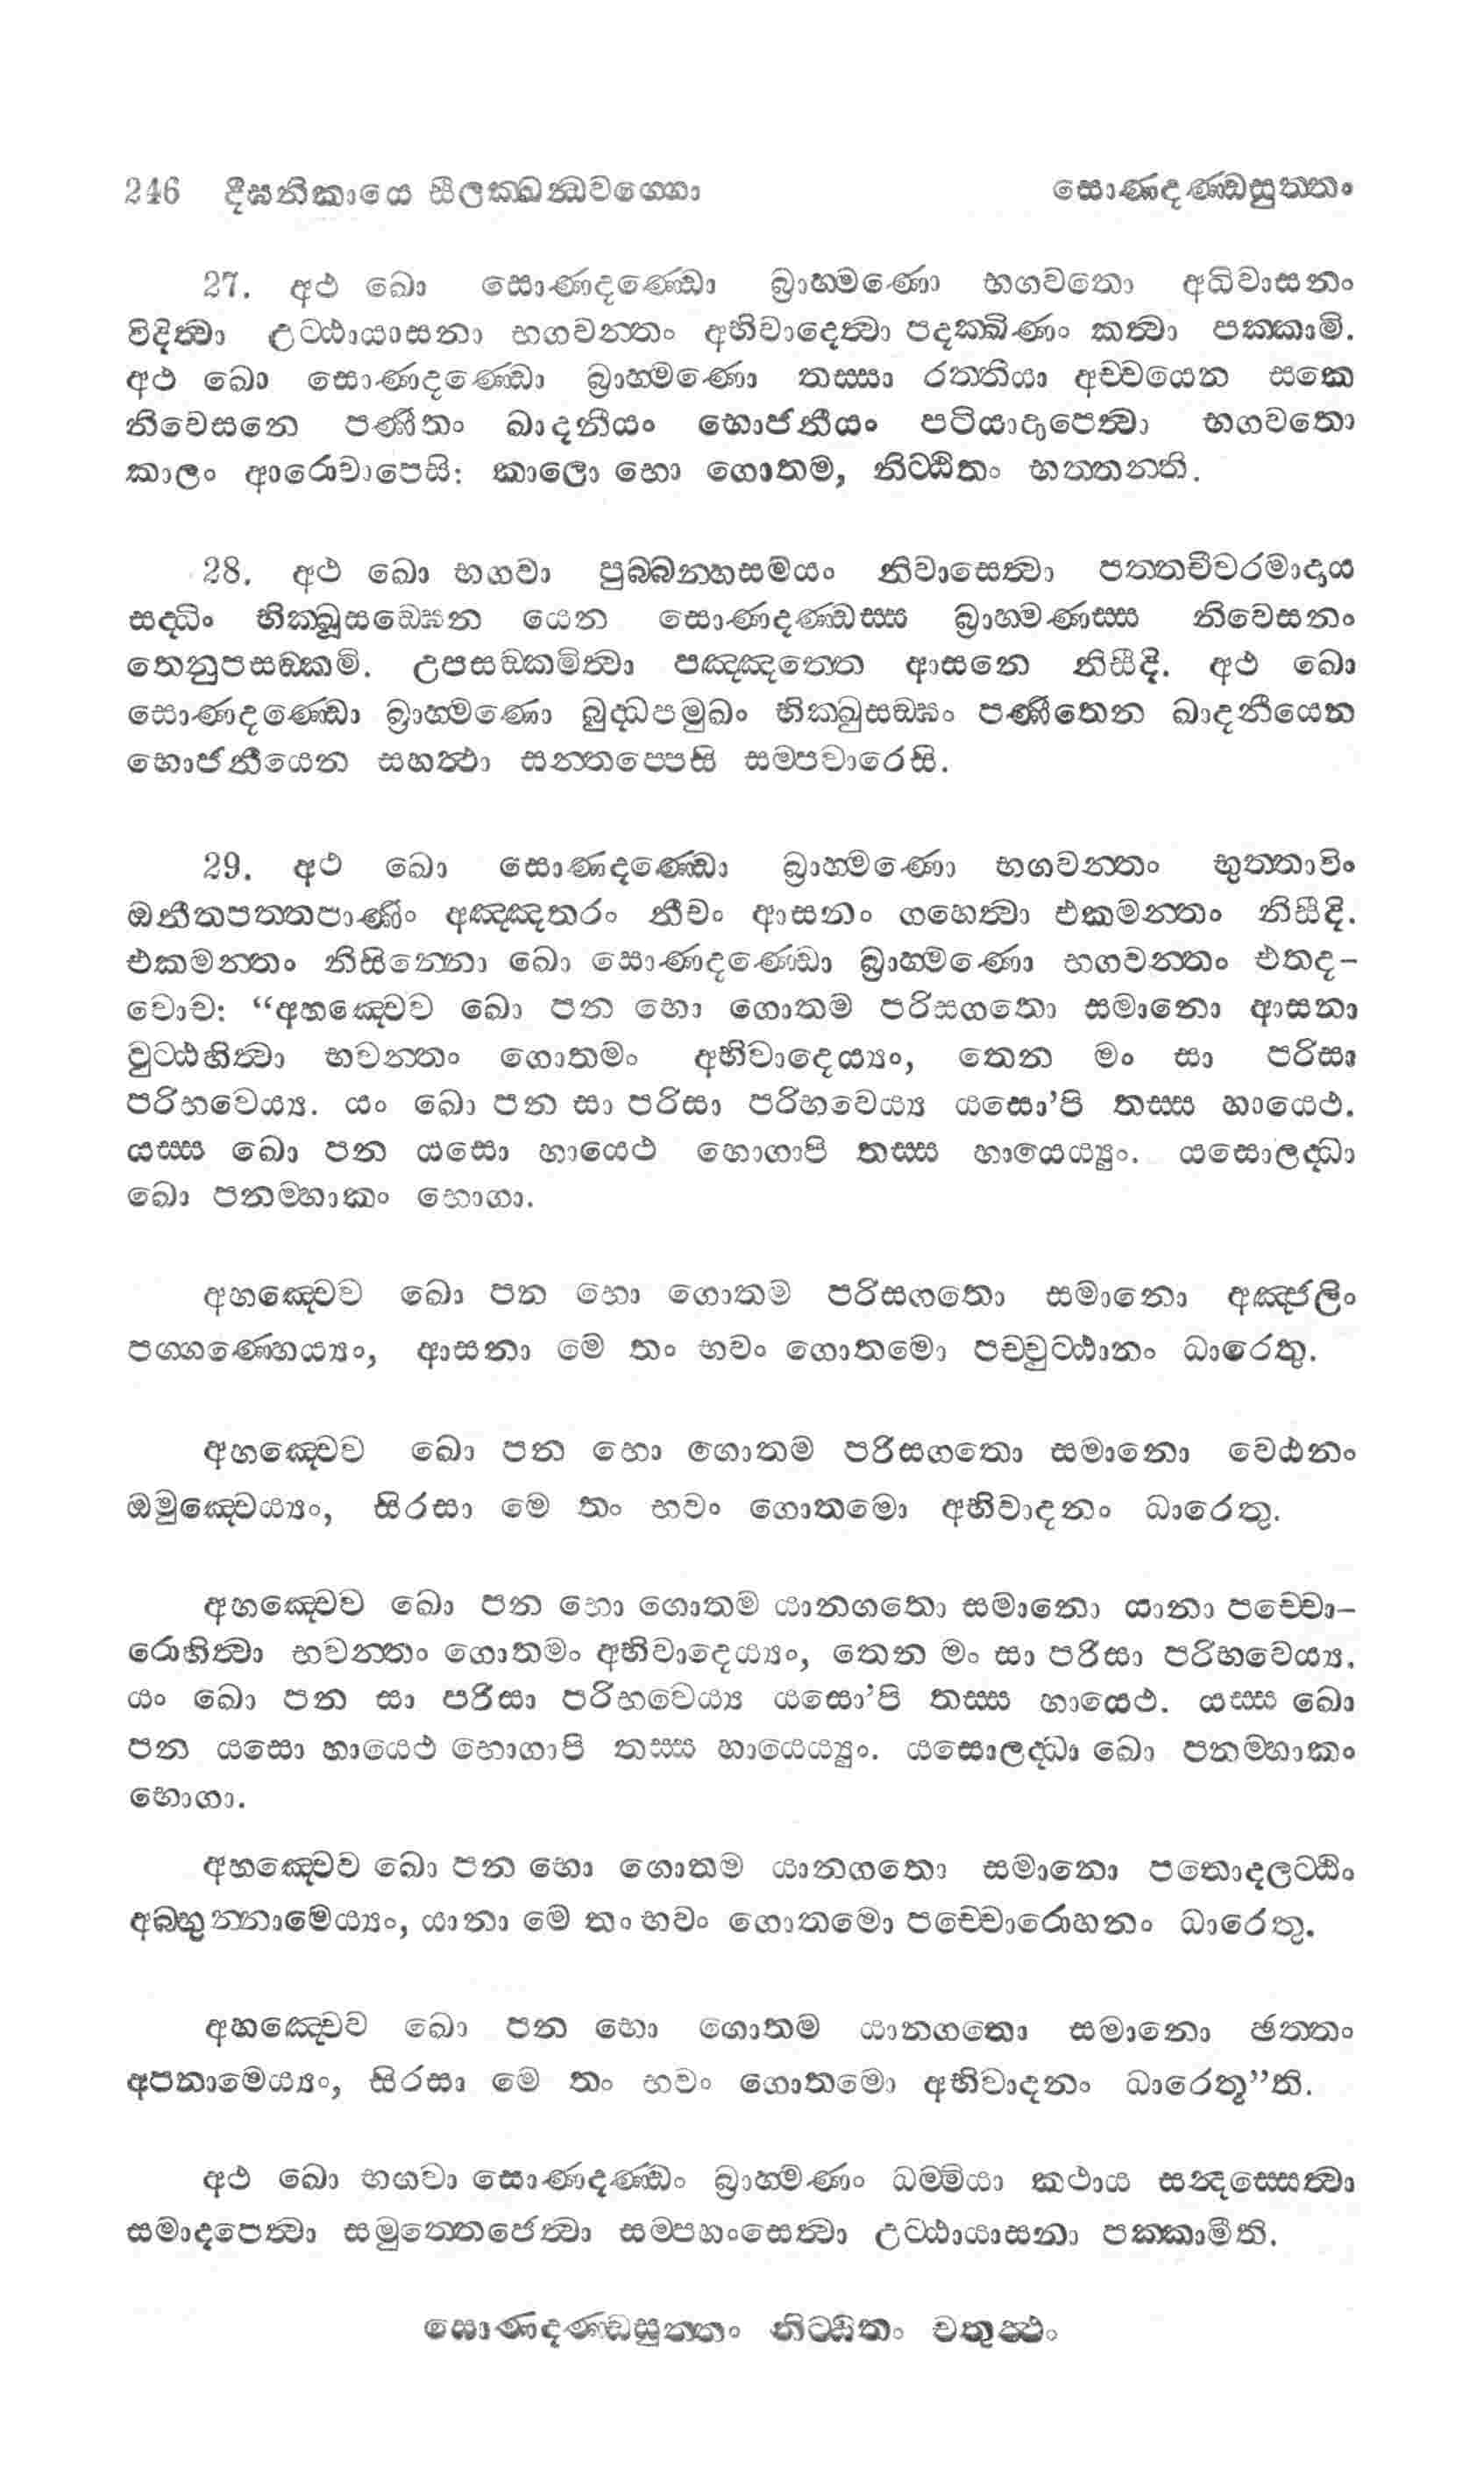 246 දීඝනිකායෙ සීලක්ඛන්ධවග්ගො සොණදණ්ඩසුත්තං
27. අථ ඛො සොණදණ්ඩො බ්‍රාහ්මණො භගවතො අධිවාසනං
විදිත්වා උට්ඨායාසනා භගවන්තං අභිවාදෙත්වා පදක්ඛිණං කත්වා පක්කාමි.
අථ ඛො සොණදණ්ඩො බ්‍රාහ්මණො තස්සා රත්තියා අච්චයෙන සකෙ
නිවෙසනෙ පණීතං ඛාදනීයං භොජනීයං පටියාදාපෙත්වා භගවතො
කාලං ආරොචාපෙසි: කාලො භො ගොතම, නිට්ඨිතං භත්තන්ති.
28. අථ ඛො භගවා පුබ්බන්හසමයං නිවාසෙත්වා පත්තචීවරමාදාය
සද්ධිං භික්ඛූසඞ්ඝෙන යෙන සොණදණ්ඩස්ස බ්‍රාහ්මණස්ස නිවෙසනං
තෙනුපසඞ්කමි. උපසඞ්කමිත්වා පඤ්ඤත්තෙ ආසනෙ නිසීදි. අථ ඛො
සොණදණ්ඩො බ්‍රාහ්මණො බුද්ධපමුඛං භික්ඛුසඞ්ඝං පණීතෙන ඛාදනීයෙන
භොජනීයෙන සහත්ථා සන්තප්පෙසි සම්පවාරෙසි.
29. අථ ඛො සොණදණ්ඩො බ්‍රාහ්මණො භගවන්තං භුත්තාවිං
ඔනීතපත්තපාණිං අඤ්ඤතරං නීචං ආසනං ගහෙත්වා එකමන්තං නිසීදි.
එකමන්තං නිසින්නො ඛො සොණදණ්ඩො බ්‍රාහ්මණො භගවන්තං එතද-
වොච: “අහඤ්චෙව ඛො පන භො ගොතම පරිසගතො සමානො ආසනා
වුට්ඨහිත්වා භවන්තං ගොතමං අභිවාදෙය්‍යං, තෙන මං සා පරිසා
පරිභවෙය්‍ය. යං ඛො පන සා පරිසා පරිභවෙය්‍ය යසො’පි තස්ස හායෙථ.
යස්ස ඛො පන යසො හායෙථ භොගාපි තස්ස හායෙය්‍යුං. යසොලද්ධා
ඛො පනම්හාකං භොගා.
අහඤ්චෙව ඛො පන භො ගොතම පරිසගතො සමානො අඤ්ජලිං
පග්ගණ්හෙය්‍යං, ආසනා මෙ තං භවං ගොතමො පච්චුට්ඨානං ධාරෙතු.
අහඤ්චෙව ඛො පන භො ගොතම පරිසගතො සමානො වෙඨනං
ඔමුඤ්චෙය්‍යං, සිරසා මෙ තං භවං ගොතමො අභිවාදනං ධාරෙතු.
අහඤ්චෙව ඛො පන භො ගොතම යානගතො සමානො යානා පච්චො-
රොහිත්වා භවන්තං ගොතමං අභිවාදෙය්‍යං, තෙන මං සා පරිසා පරිභවෙය්‍ය.
යං ඛො පන සා පරිසා පරිභවෙය්‍ය යසො’පි තස්ස හායෙථ. යස්ස ඛො
පන යසො හායෙථ භොගාපි තස්ස හායෙය්‍යුං. යසොලද්ධා ඛො පනම්හාකං
භොගා.
අහඤ්චෙව ඛො පන භො ගොතම යානගතො සමානො පතොදලට්ඨිං
අබ්භුන්නාමෙය්‍යං, යානා මෙ තං භවං ගොතමො පච්චොරොහනං ධාරෙතු.
අහඤ්චෙව ඛො පන භො ගොතම යානගතො සමානො ඡත්තං
අපනාමෙය්‍යං, සිරසා මෙ තං භවං ගොතමො අභිවාදනං ධාරෙතූ”ති.
අථ ඛො භගවා සොණදණ්ඩං බ්‍රාහ්මණං ධම්මියා කථාය සන්දස්සෙත්වා
සමාදපෙත්වා සමුත්තෙජෙත්වා සම්පහංසෙත්වා උට්ඨායාසනා පක්කාමීති.
සොණදණ්ඩසුත්තං නිට්ඨිතං චතුත්ථං